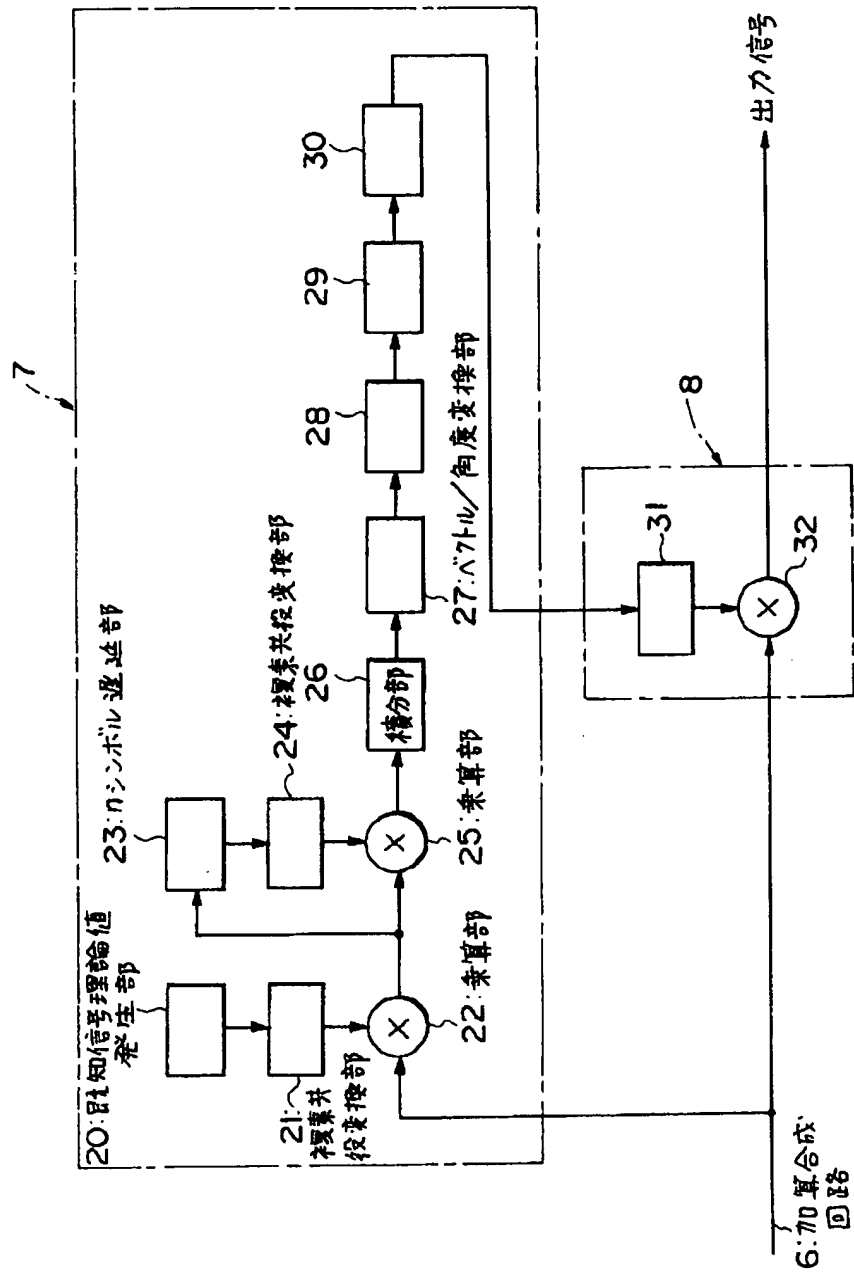 7
20:既知信号理論値
発生部
21:
複素共
役変換部
22:乗算部
23:nシンボル遅延部
24:複素共役変換部
25:乗算部
26
積分部
27:ベクトル/角度変換部
28
29
30
8
31
32
6:加算合成
回路
出力信号